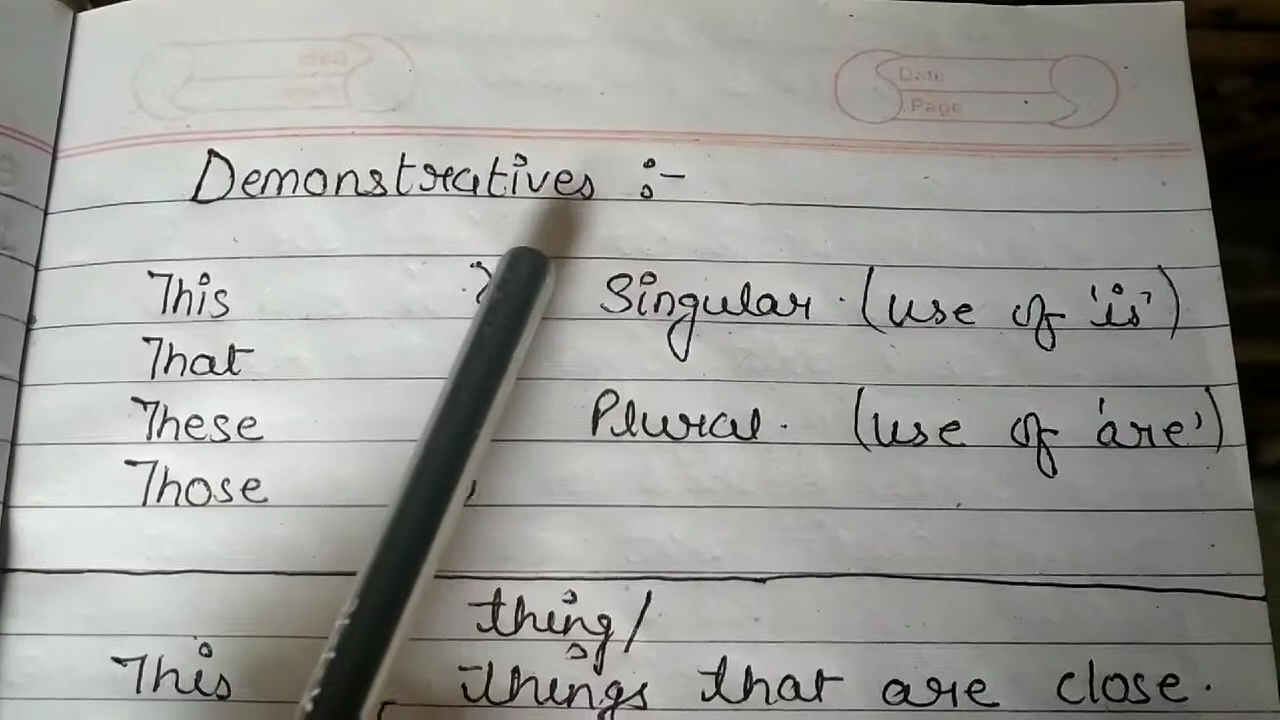 Date
Page
Demonstratives :-
This } Singular. (use of 'is')
That
These Plural. (use of 'are')
Those
thing/
This things that are close.